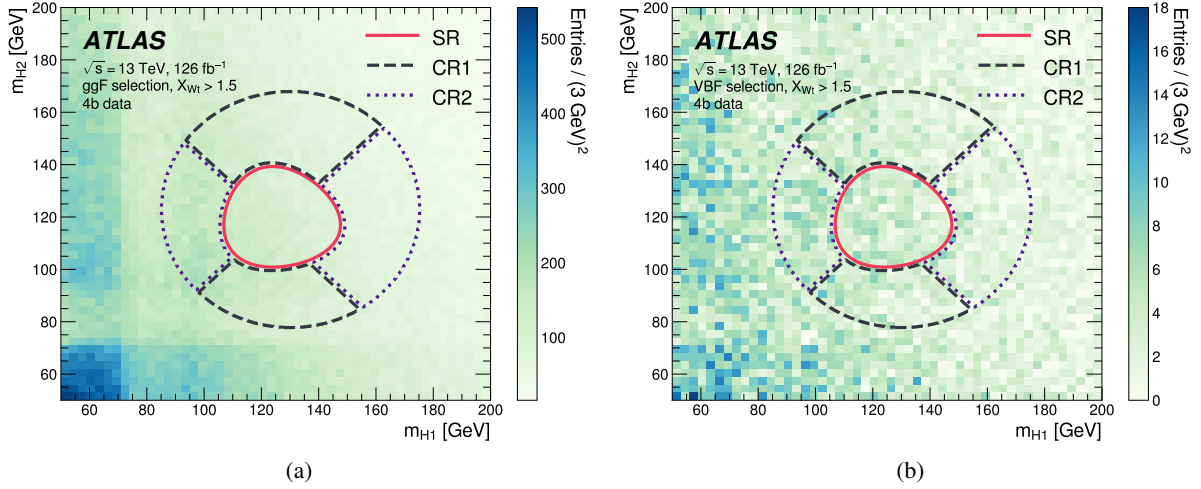 ATLAS
√s = 13 TeV, 126 fb⁻¹
ggF selection, X_Wt > 1.5
4b data
SR
CR1
CR2
m_H2 [GeV]
200
180
160
140
120
100
80
60
60 80 100 120 140 160 180 200
m_H1 [GeV]
500
400
300
200
100
Entries / (3 GeV)²
(a)
ATLAS
√s = 13 TeV, 126 fb⁻¹
VBF selection, X_Wt > 1.5
4b data
SR
CR1
CR2
m_H2 [GeV]
200
180
160
140
120
100
80
60
60 80 100 120 140 160 180 200
m_H1 [GeV]
18
16
14
12
10
8
6
4
2
0
Entries / (3 GeV)²
(b)